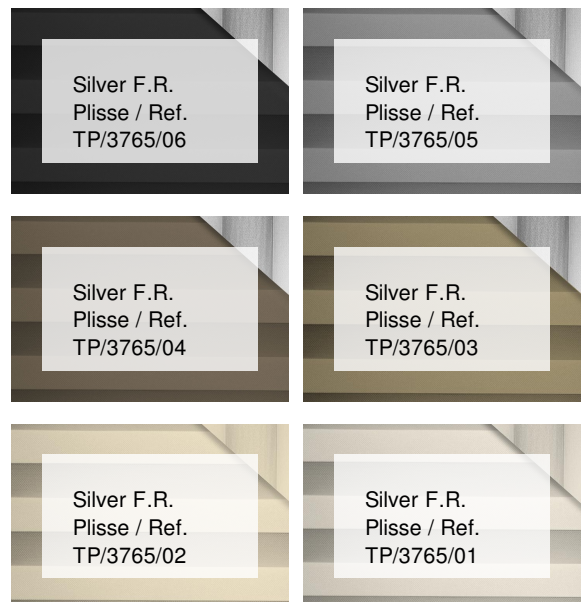 Silver F.R.
Plisse / Ref.
TP/3765/06
Silver F.R.
Plisse / Ref.
TP/3765/05
Silver F.R.
Plisse / Ref.
TP/3765/04
Silver F.R.
Plisse / Ref.
TP/3765/03
Silver F.R.
Plisse / Ref.
TP/3765/02
Silver F.R.
Plisse / Ref.
TP/3765/01